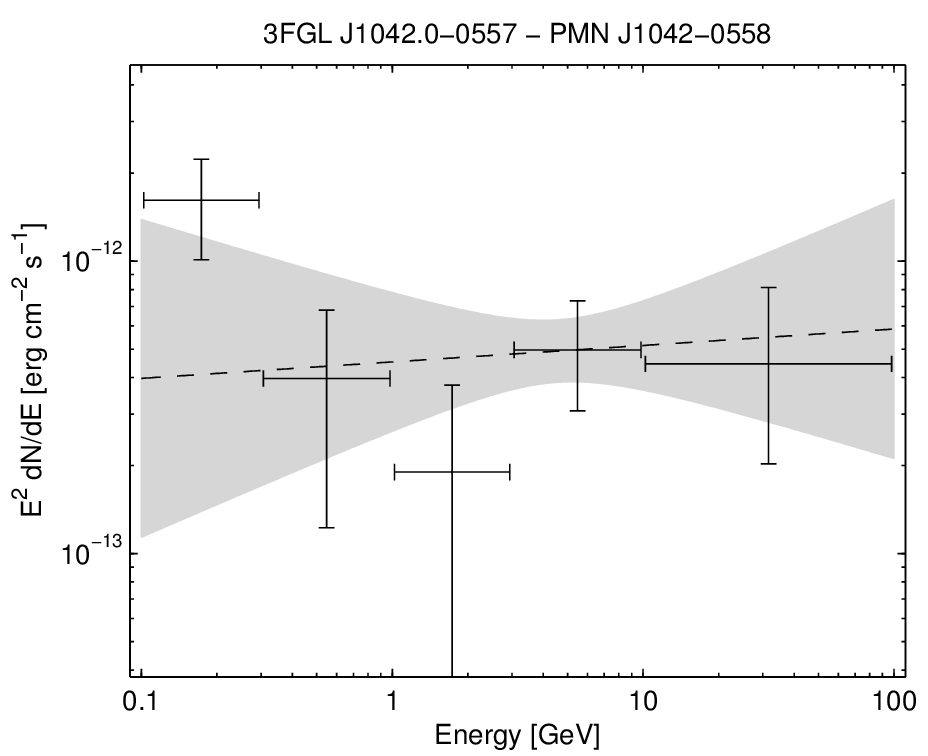 3FGL J1042.0−0557 − PMN J1042−0558
E² dN/dE [erg cm⁻² s⁻¹]
10⁻¹²
10⁻¹³
0.1 1 10 100
Energy [GeV]